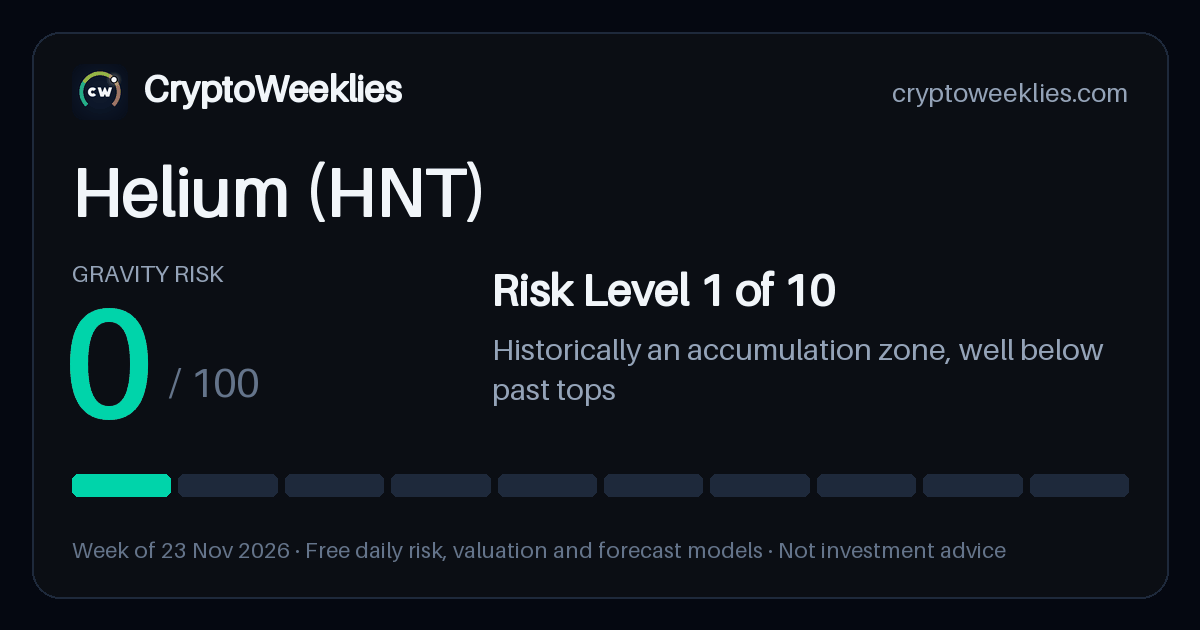 CW
CryptoWeeklies
cryptoweeklies.com
Helium (HNT)
GRAVITY RISK
0 / 100
Risk Level 1 of 10
Historically an accumulation zone, well below
past tops
Week of 23 Nov 2026 · Free daily risk, valuation and forecast models · Not investment advice